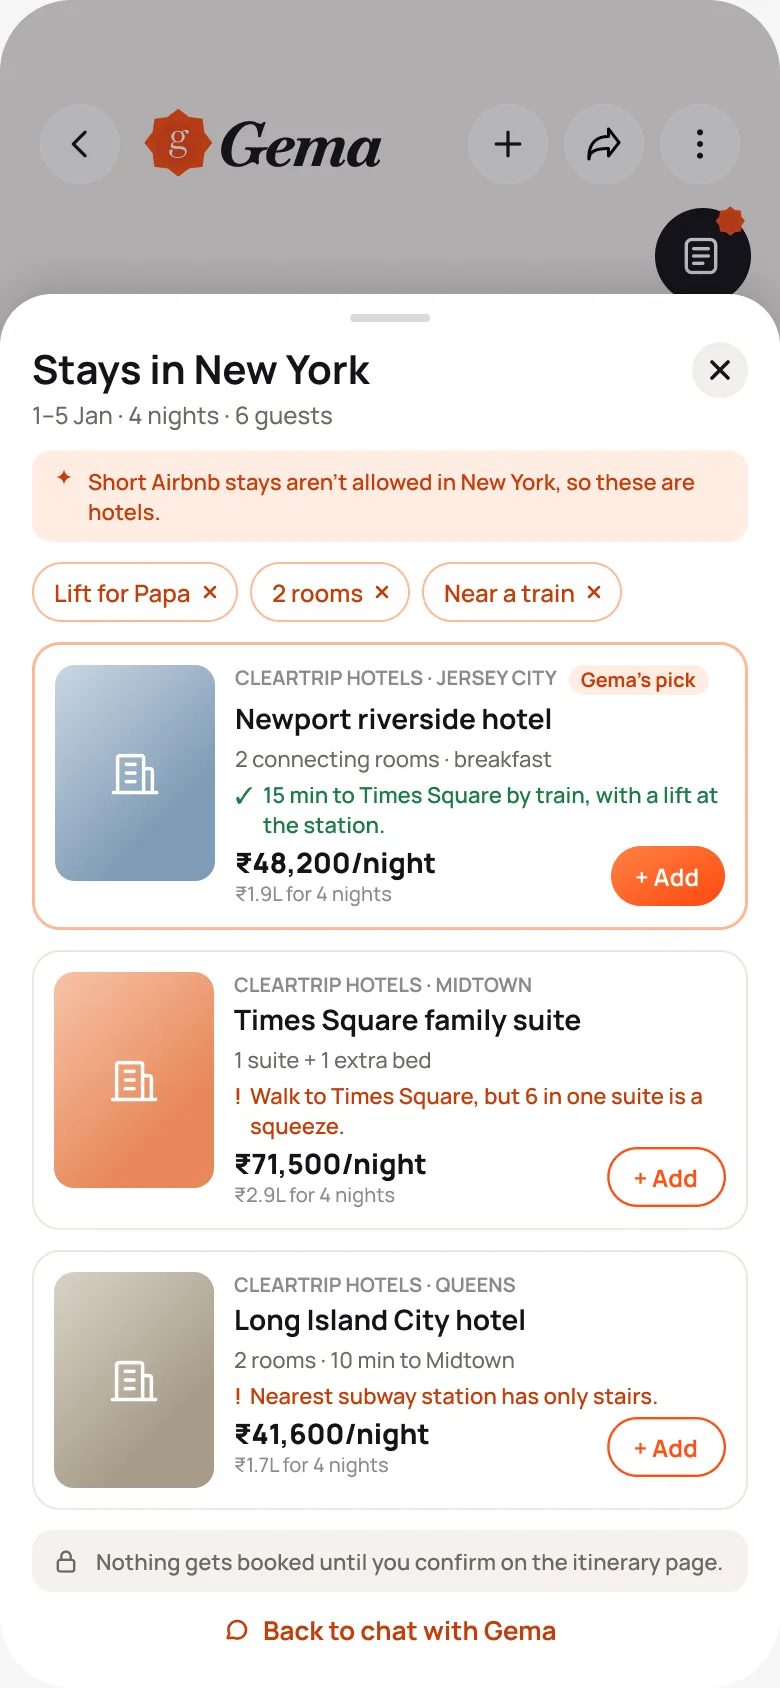 g Gema
Stays in New York
1–5 Jan · 4 nights · 6 guests
Short Airbnb stays aren’t allowed in New York, so these are
hotels.
Lift for Papa ×
2 rooms ×
Near a train ×
CLEARTRIP HOTELS · JERSEY CITY
Gema’s pick
Newport riverside hotel
2 connecting rooms · breakfast
✓ 15 min to Times Square by train, with a lift at
the station.
₹48,200/night
₹1.9L for 4 nights
+ Add
CLEARTRIP HOTELS · MIDTOWN
Times Square family suite
1 suite + 1 extra bed
! Walk to Times Square, but 6 in one suite is a
squeeze.
₹71,500/night
₹2.9L for 4 nights
+ Add
CLEARTRIP HOTELS · QUEENS
Long Island City hotel
2 rooms · 10 min to Midtown
! Nearest subway station has only stairs.
₹41,600/night
₹1.7L for 4 nights
+ Add
Nothing gets booked until you confirm on the itinerary page.
Back to chat with Gema